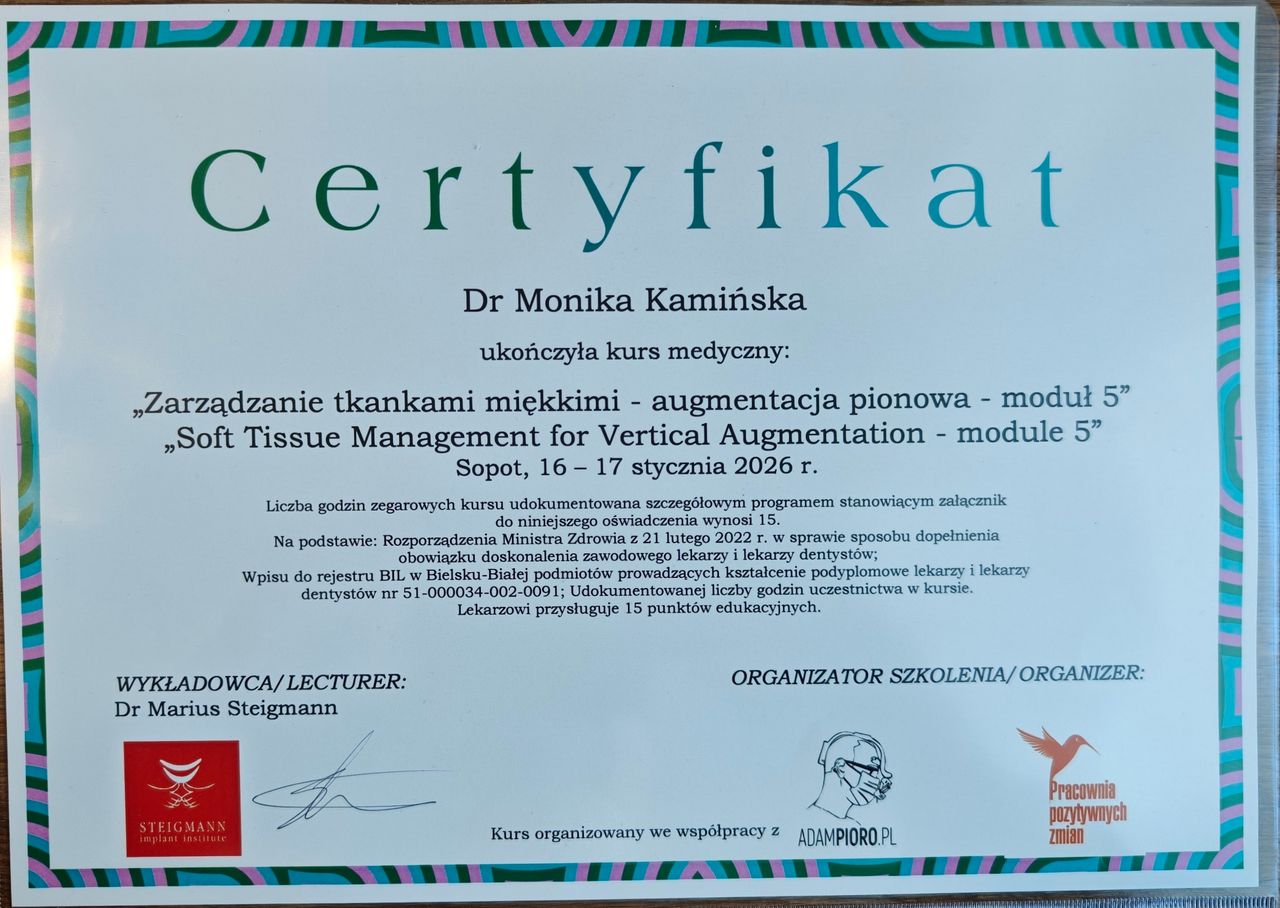 Certyfikat
Dr Monika Kamińska
ukończyła kurs medyczny:
„Zarządzanie tkankami miękkimi - augmentacja pionowa - moduł 5”
„Soft Tissue Management for Vertical Augmentation - module 5”
Sopot, 16 – 17 stycznia 2026 r.
Liczba godzin zegarowych kursu udokumentowana szczegółowym programem stanowiącym załącznik
do niniejszego oświadczenia wynosi 15.
Na podstawie: Rozporządzenia Ministra Zdrowia z 21 lutego 2022 r. w sprawie sposobu dopełnienia
obowiązku doskonalenia zawodowego lekarzy i lekarzy dentystów;
Wpisu do rejestru BIL w Bielsku-Białej podmiotów prowadzących kształcenie podyplomowe lekarzy i lekarzy
dentystów nr 51-000034-002-0091; Udokumentowanej liczby godzin uczestnictwa w kursie.
Lekarzowi przysługuje 15 punktów edukacyjnych.
WYKŁADOWCA/LECTURER:
Dr Marius Steigmann
STEIGMANN
implant institute
ORGANIZATOR SZKOLENIA/ORGANIZER:
Kurs organizowany we współpracy z
ADAMPIORO.PL
Pracownia
pozytywnych
zmian